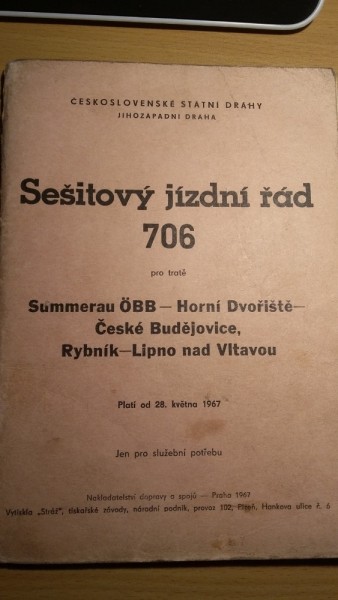 ČESKOSLOVENSKÉ STÁTNÍ DRÁHY
JIHOZÁPADNÍ DRÁHA
Sešitový jízdní řád
706
pro tratě
Summerau ÖBB — Horní Dvořiště—
České Budějovice,
Rybník—Lipno nad Vltavou
Platí od 28. května 1967
Jen pro služební potřebu
Nakladatelství dopravy a spojů — Praha 1967
Vytiskla „Stráž", tiskařské závody, národní podnik, provoz 102, Plzeň, Hankova ulice č. 6